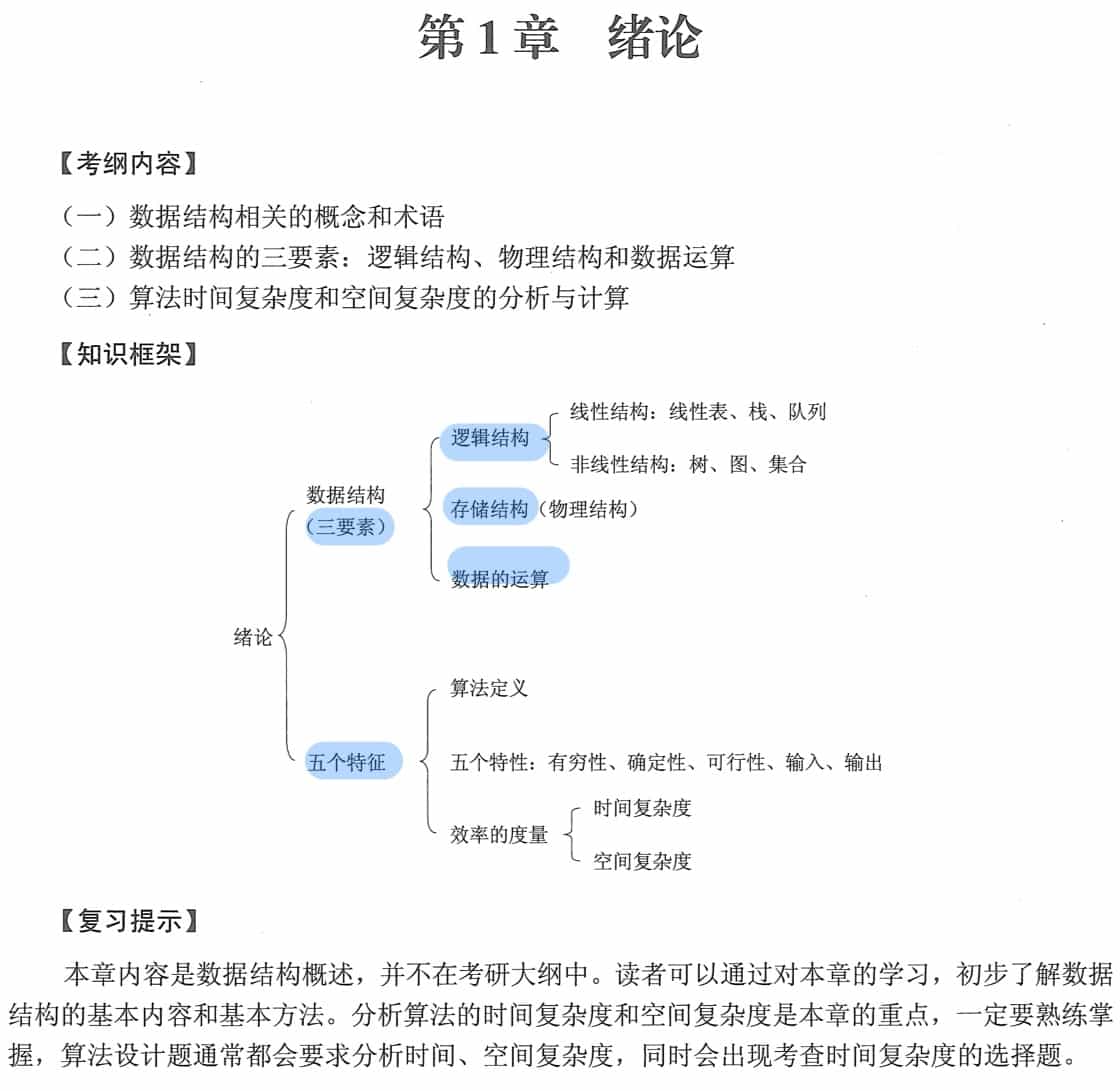 第1章 绪论
【考纲内容】
（一）数据结构相关的概念和术语
（二）数据结构的三要素：逻辑结构、物理结构和数据运算
（三）算法时间复杂度和空间复杂度的分析与计算
【知识框架】
线性结构：线性表、栈、队列
逻辑结构
非线性结构：树、图、集合
数据结构
（三要素）
存储结构（物理结构）
数据的运算
绪论
算法定义
五个特征
五个特性：有穷性、确定性、可行性、输入、输出
时间复杂度
效率的度量
空间复杂度
【复习提示】
本章内容是数据结构概述，并不在考研大纲中。读者可以通过对本章的学习，初步了解数据
结构的基本内容和基本方法。分析算法的时间复杂度和空间复杂度是本章的重点，一定要熟练掌
握，算法设计题通常都会要求分析时间、空间复杂度，同时会出现考查时间复杂度的选择题。